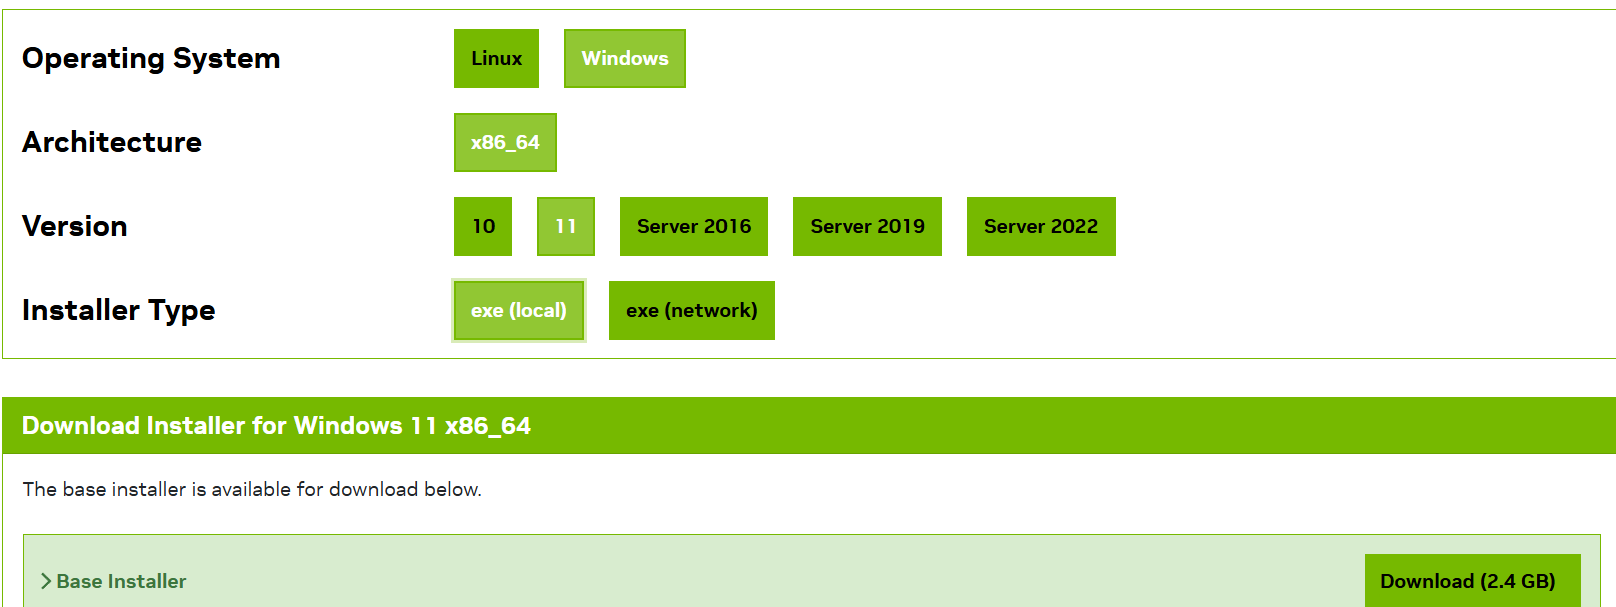 Operating System Linux Windows
Architecture x86_64
Version 10 11 Server 2016 Server 2019 Server 2022
Installer Type exe (local) exe (network)
Download Installer for Windows 11 x86_64
The base installer is available for download below.
Base Installer Download (2.4 GB)